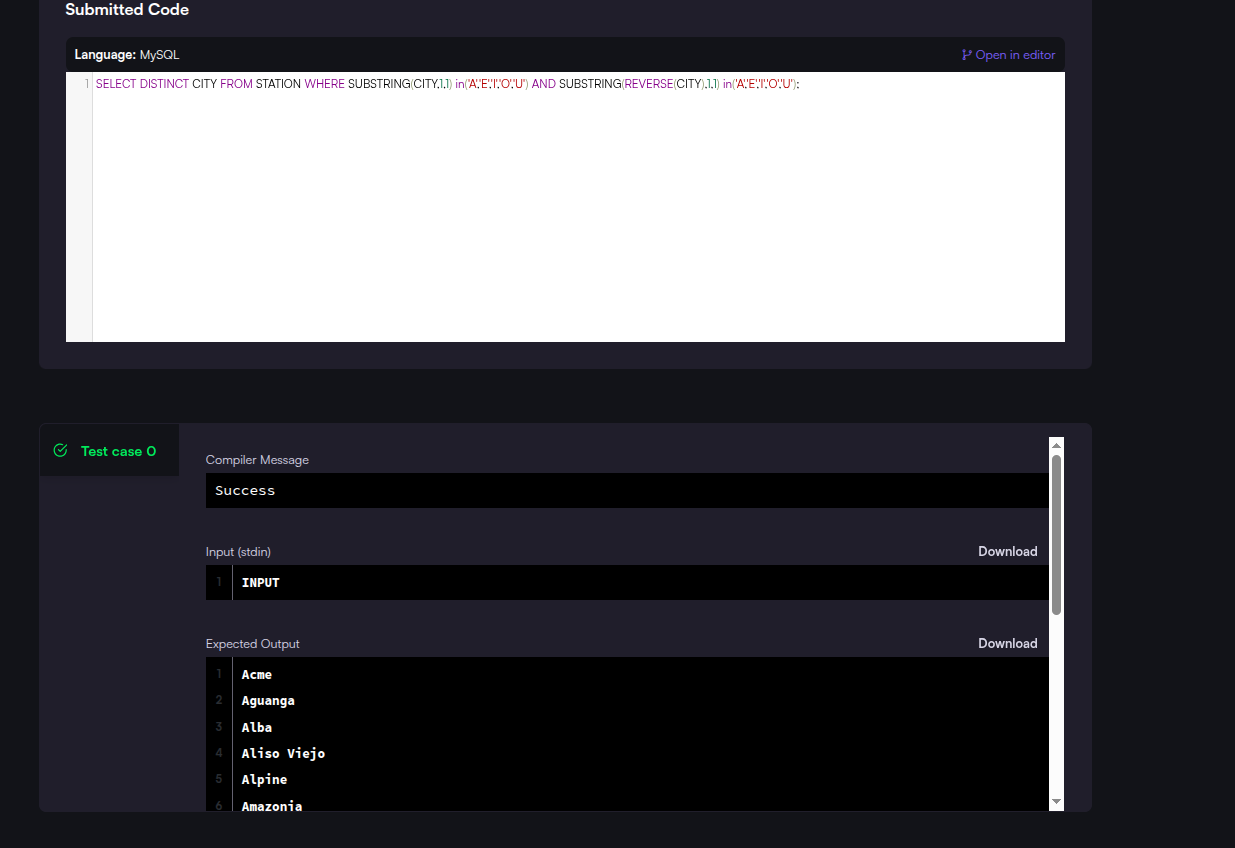 Submitted Code
Language: MySQL
Open in editor
1 SELECT DISTINCT CITY FROM STATION WHERE SUBSTRING(CITY,1,1) in('A','E','I','O','U') AND SUBSTRING(REVERSE(CITY),1,1) in('A','E','I','O','U');
Test case 0
Compiler Message
Success
Input (stdin)
Download
1 INPUT
Expected Output
Download
1 Acme
2 Aguanga
3 Alba
4 Aliso Viejo
5 Alpine
6 Amazonia